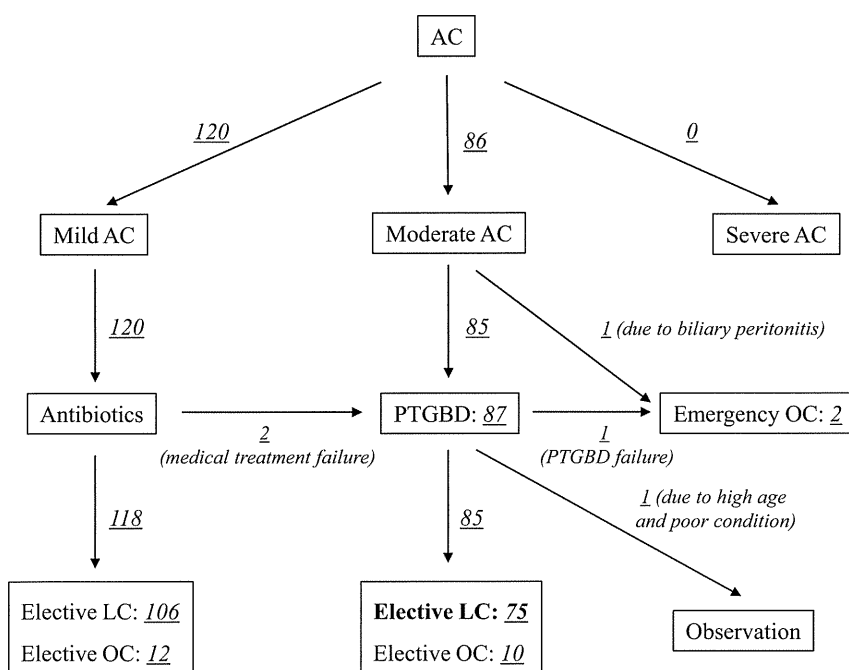 AC
120
86
0
Mild AC
Moderate AC
Severe AC
120
85
1 (due to biliary peritonitis)
Antibiotics
PTGBD: 87
Emergency OC: 2
2
(medical treatment failure)
1
(PTGBD failure)
118
85
1 (due to high age
and poor condition)
Elective LC: 106
Elective OC: 12
Elective LC: 75
Elective OC: 10
Observation